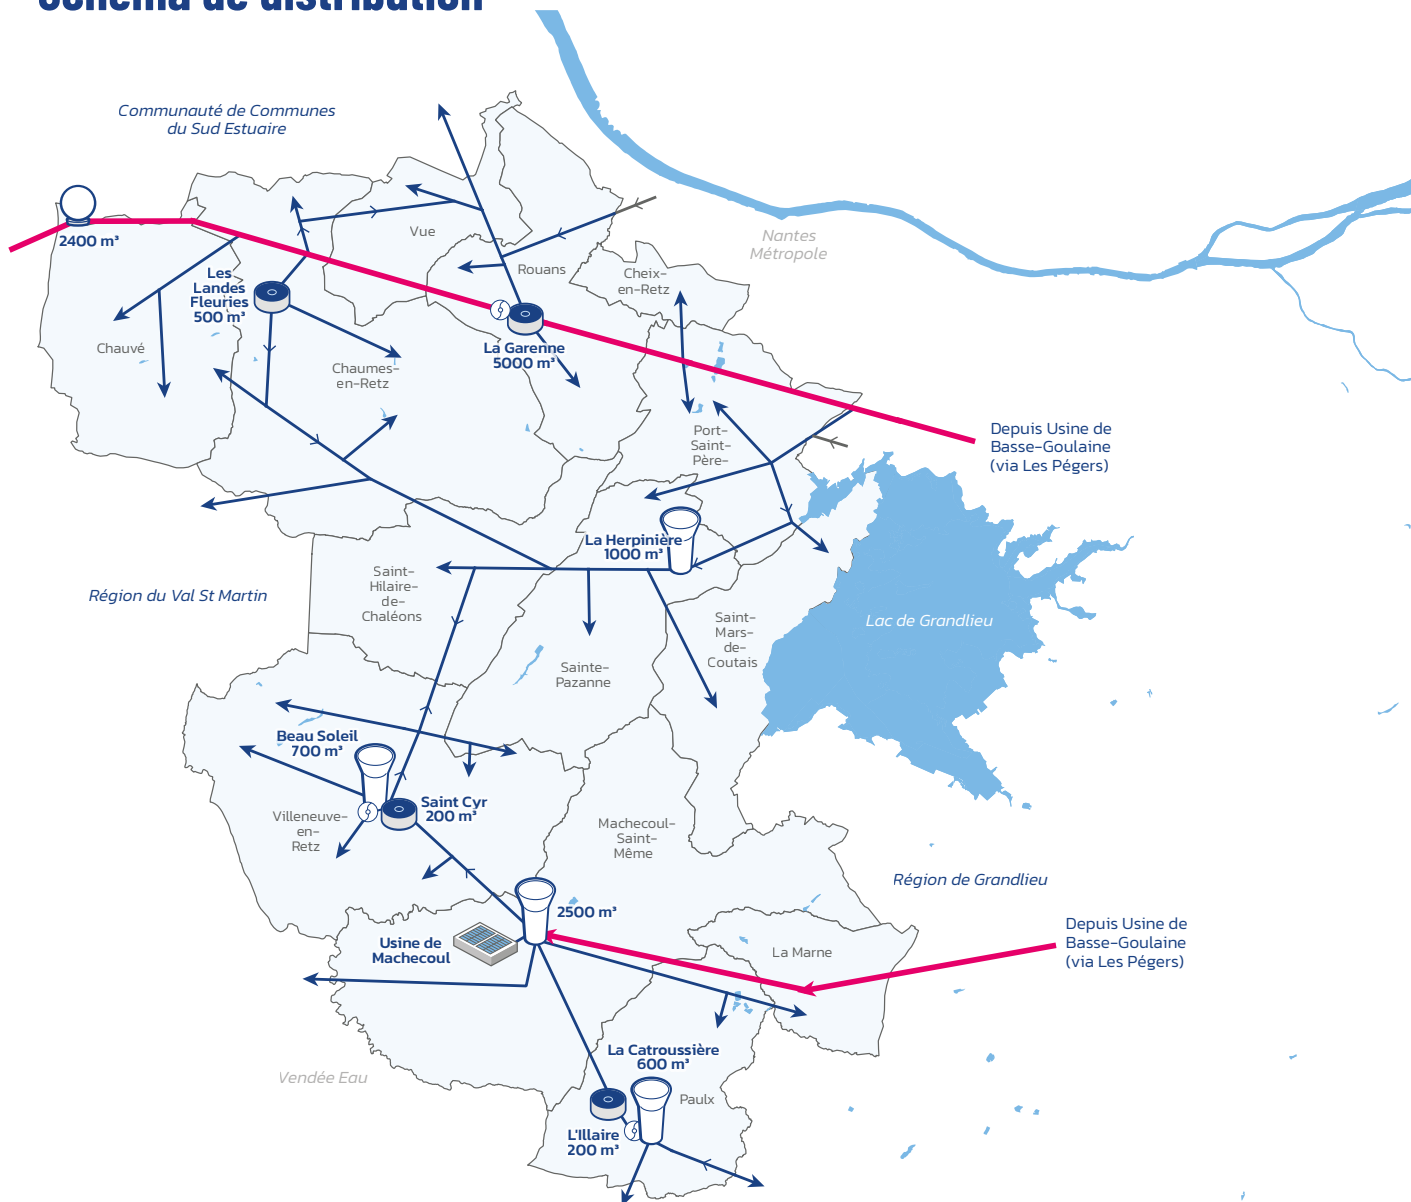 Schéma de distribution
Communauté de Communes
du Sud Estuaire
2400 m³
Vue
Nantes
Métropole
Les
Landes
Fleuries
500 m³
Rouans
Cheix-
en-Retz
Chauvé
La Garenne
5000 m³
Chaumes-
en-Retz
Port-
Saint-
Père-
Depuis Usine de
Basse-Goulaine
(via Les Pégers)
La Herpinière
1000 m³
Région du Val St Martin
Saint-
Hilaire-
de-
Chaléons
Lac de Grandlieu
Saint-
Mars-
de-
Coutais
Sainte-
Pazanne
Beau Soleil
700 m³
Saint Cyr
200 m³
Villeneuve-
en-
Retz
Machecoul-
Saint-
Même
Région de Grandlieu
2500 m³
Usine de
Machecoul
La Marne
Depuis Usine de
Basse-Goulaine
(via Les Pégers)
La Catroussière
600 m³
Vendée Eau
Paulx
L'Illaire
200 m³